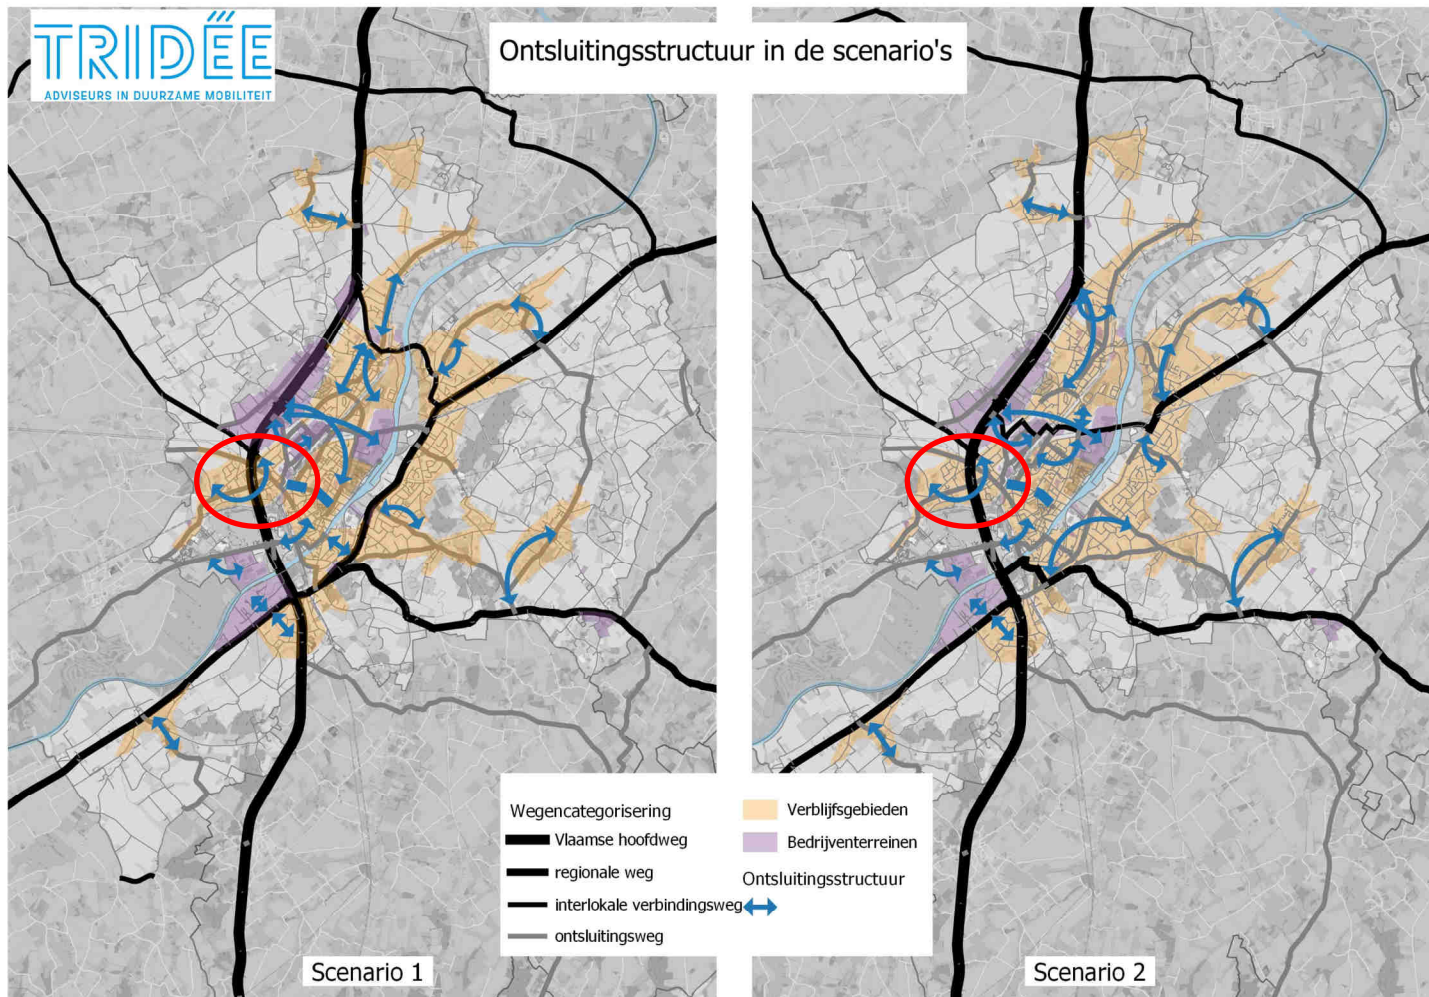 TRIDËE
ADVISEURS IN DUURZAME MOBILITEIT
Ontsluitingsstructuur in de scenario's
Wegencategorisering
Vlaamse hoofdweg
regionale weg
interlokale verbindingsweg
ontsluitingsweg
Verblijfsgebieden
Bedrijventerreinen
Ontsluitingsstructuur
Scenario 1
Scenario 2